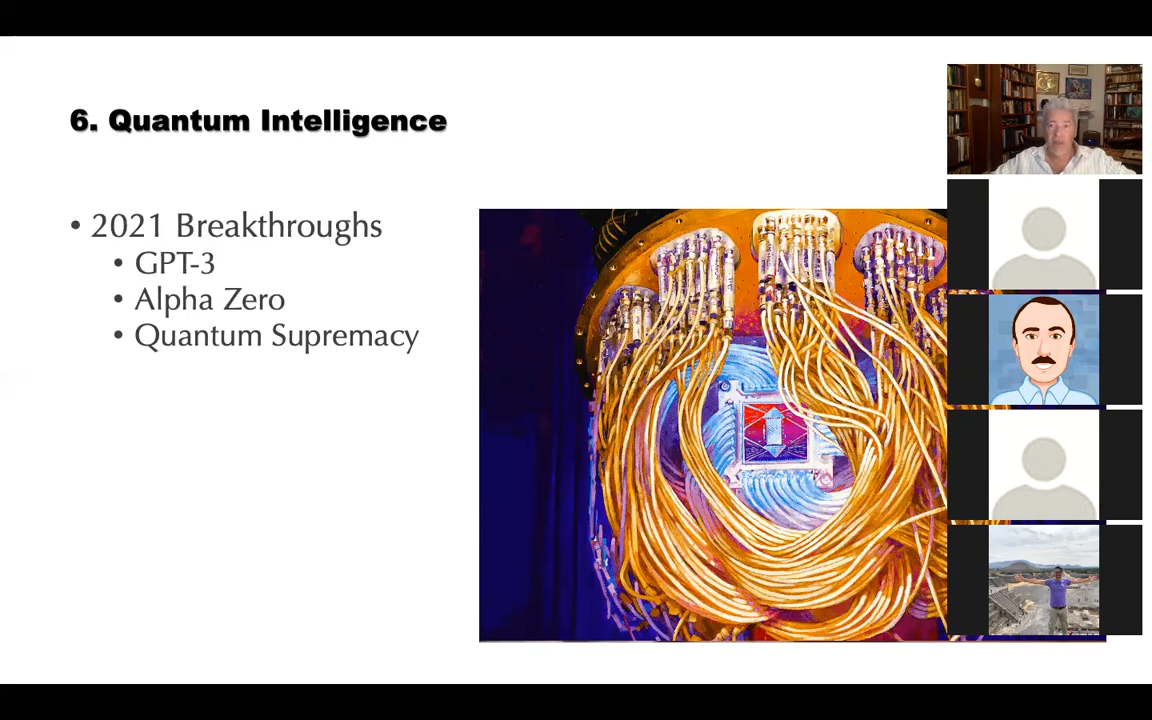 6. Quantum Intelligence
• 2021 Breakthroughs
• GPT-3
• Alpha Zero
• Quantum Supremacy